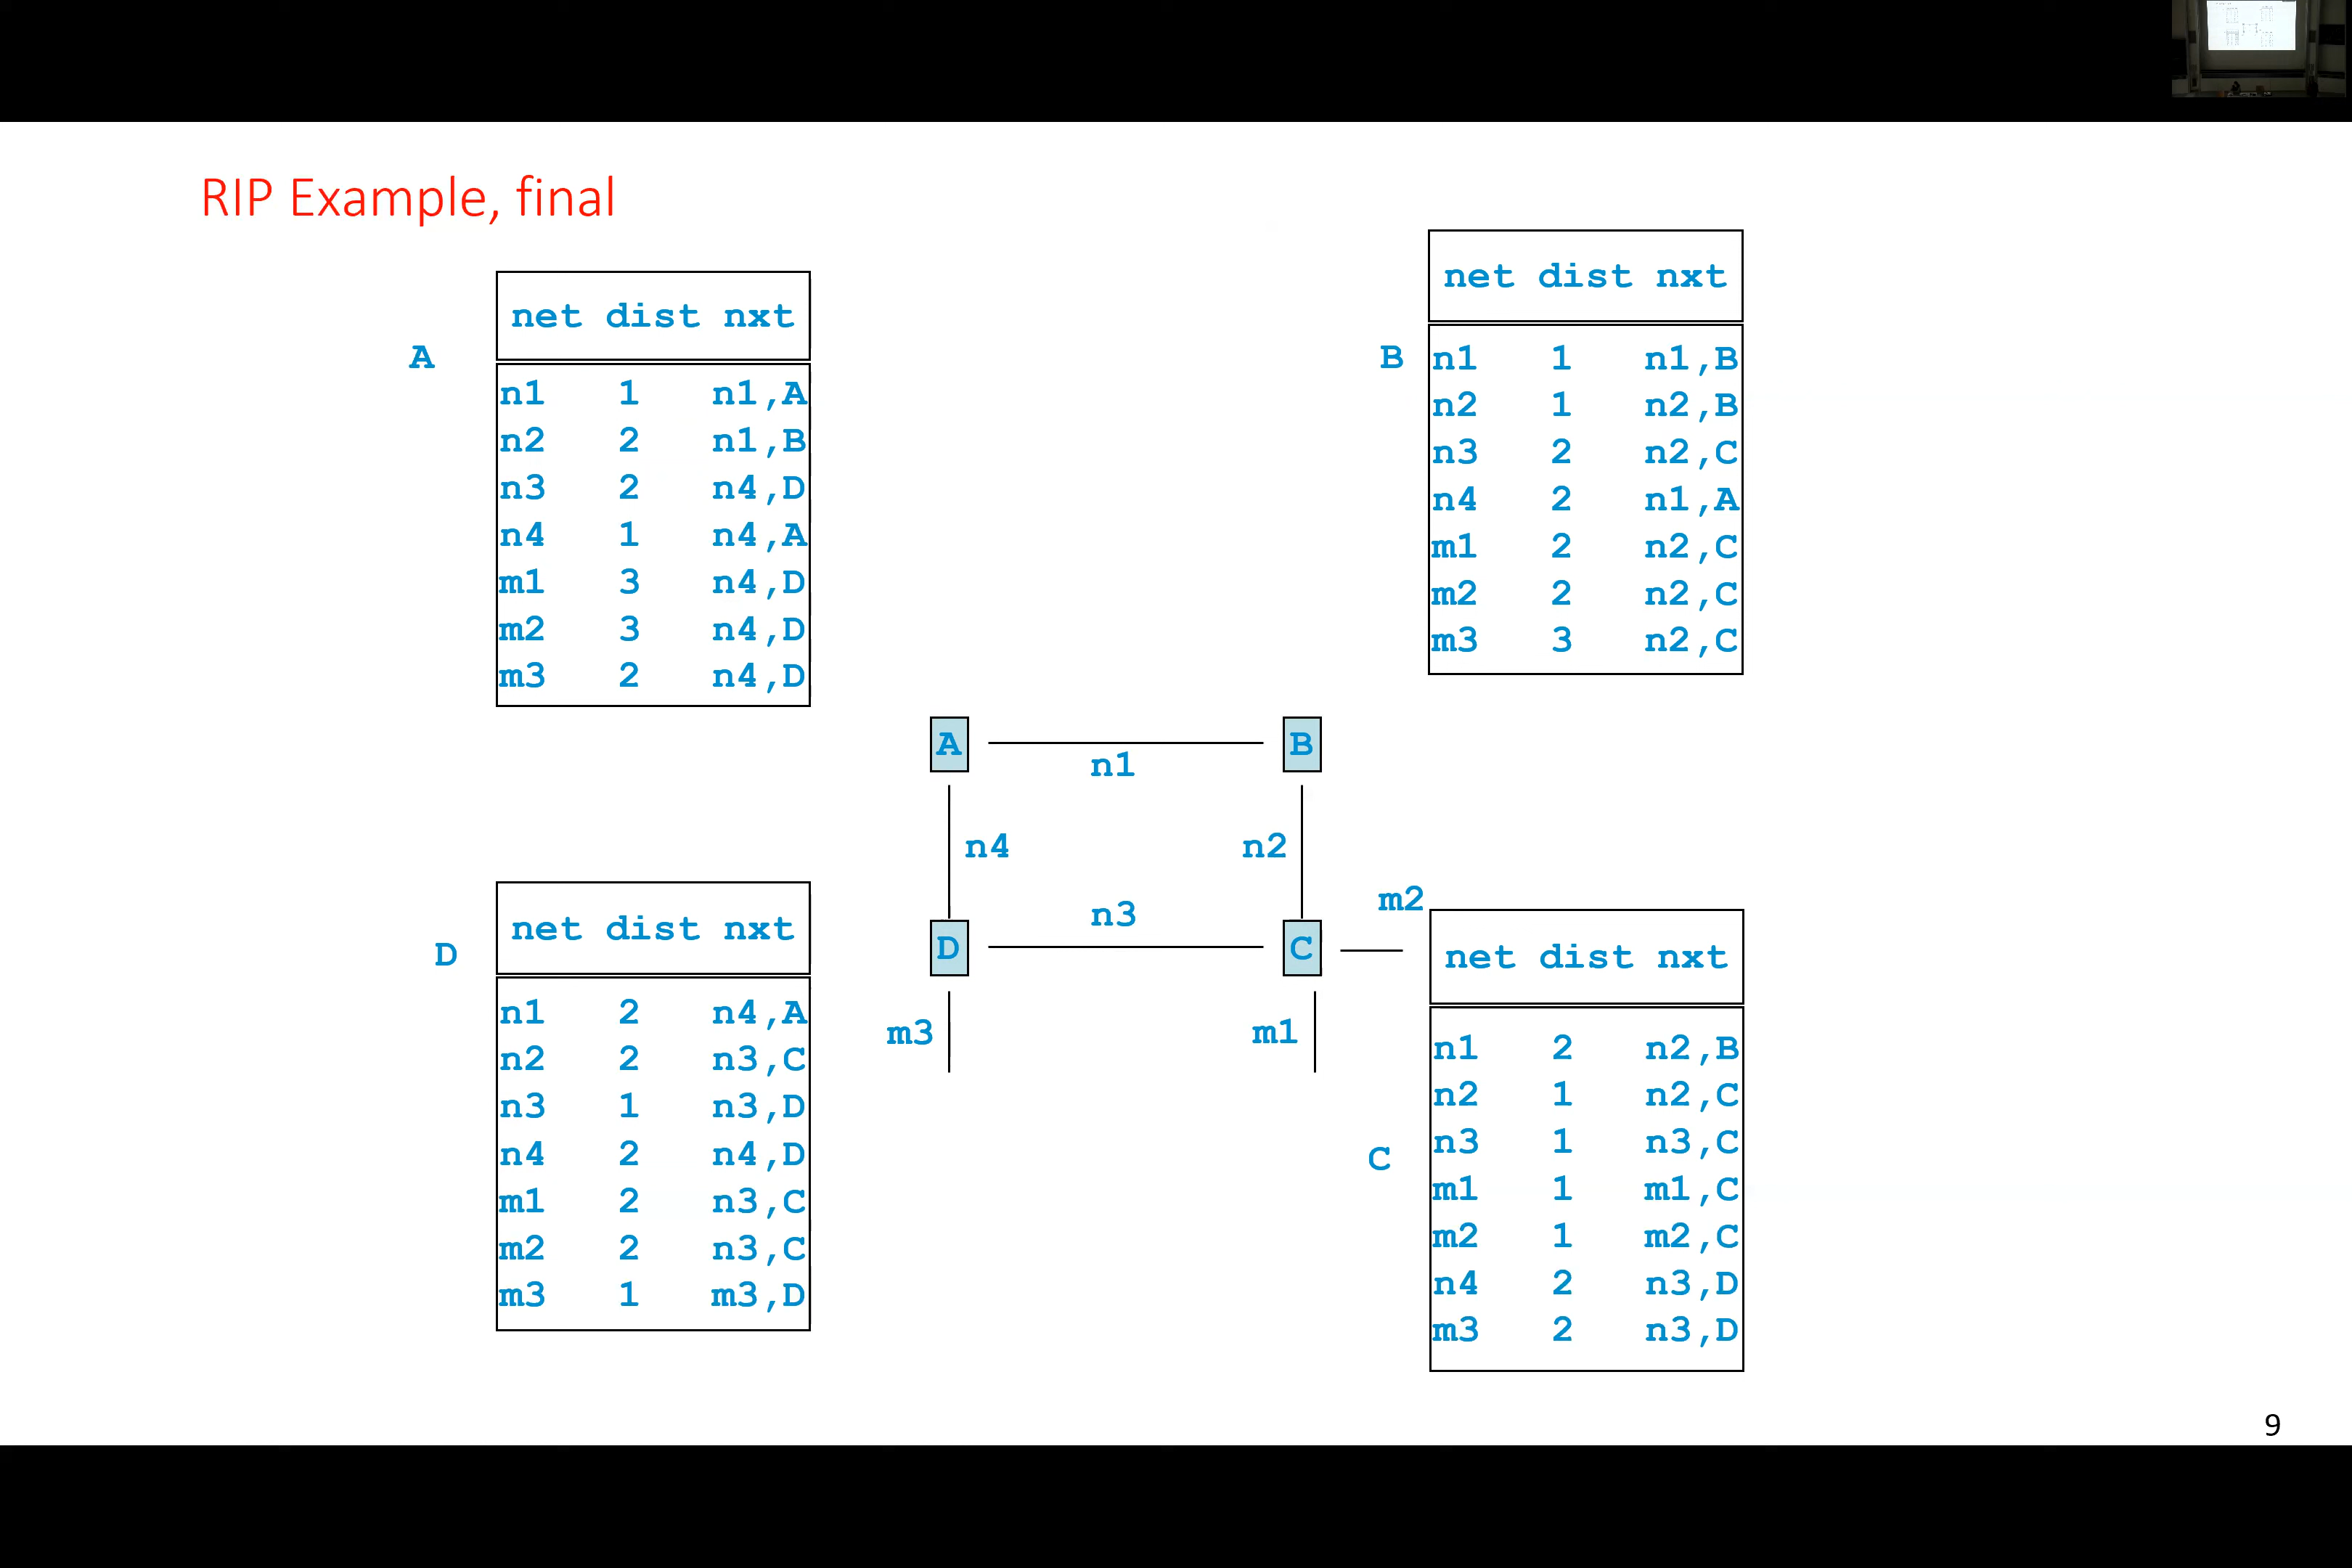 RIP Example, final
A
net dist nxt
n1 1 n1,A
n2 2 n1,B
n3 2 n4,D
n4 1 n4,A
m1 3 n4,D
m2 3 n4,D
m3 2 n4,D
B
net dist nxt
n1 1 n1,B
n2 1 n2,B
n3 2 n2,C
n4 2 n1,A
m1 2 n2,C
m2 2 n2,C
m3 3 n2,C
A
n1
B
n4
n2
D
n3
C
m2
m3
m1
D
net dist nxt
n1 2 n4,A
n2 2 n3,C
n3 1 n3,D
n4 2 n4,D
m1 2 n3,C
m2 2 n3,C
m3 1 m3,D
C
net dist nxt
n1 2 n2,B
n2 1 n2,C
n3 1 n3,C
m1 1 m1,C
m2 1 m2,C
n4 2 n3,D
m3 2 n3,D
9